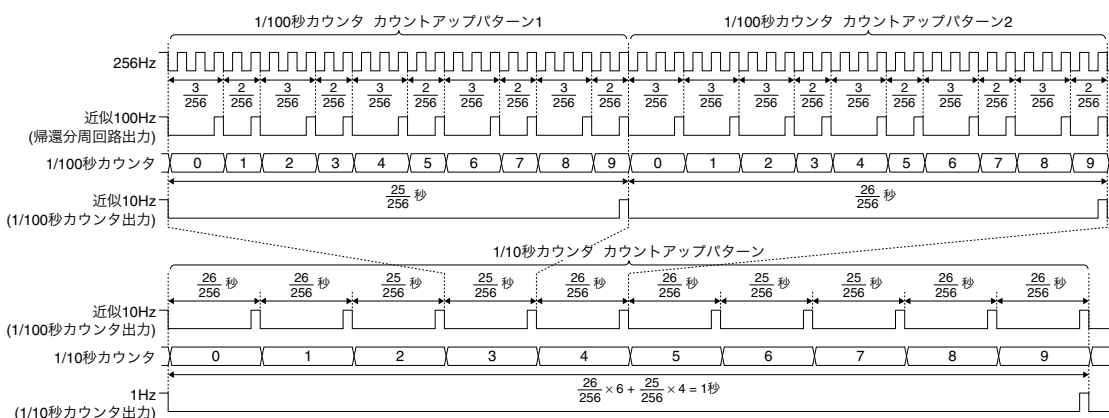 1/100秒カウンタ カウントアップパターン1 1/100秒カウンタ カウントアップパターン2
256Hz
3/256 2/256 3/256 2/256 3/256 2/256 3/256 2/256 3/256 2/256 3/256 3/256 3/256 2/256 3/256 2/256 3/256 2/256 3/256 2/256
近似100Hz
(帰還分周回路出力)
1/100秒カウンタ 0 1 2 3 4 5 6 7 8 9 0 1 2 3 4 5 6 7 8 9
25/256 秒 26/256 秒
近似10Hz
(1/100秒カウンタ出力)
1/10秒カウンタ カウントアップパターン
26/256 秒 26/256 秒 25/256 秒 25/256 秒 26/256 秒 26/256 秒 25/256 秒 25/256 秒 26/256 秒 26/256 秒
近似10Hz
(1/100秒カウンタ出力)
1/10秒カウンタ 0 1 2 3 4 5 6 7 8 9
26/256 × 6 + 25/256 × 4 = 1秒
1Hz
(1/10秒カウンタ出力)